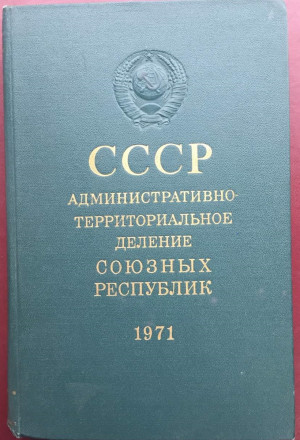 СССР
АДМИНИСТРАТИВНО-
ТЕРРИТОРИАЛЬНОЕ
ДЕЛЕНИЕ
СОЮЗНЫХ
РЕСПУБЛИК
1971